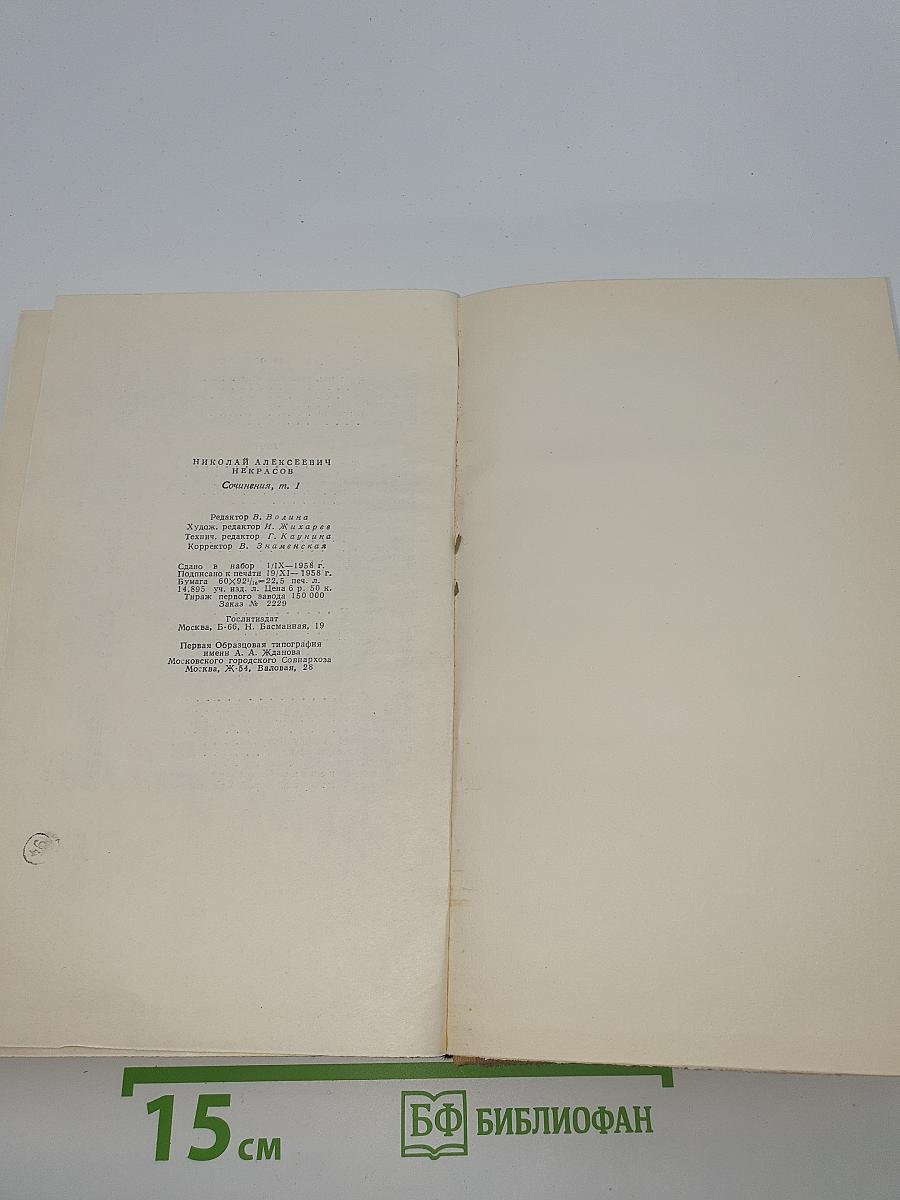 НИКОЛАЙ АЛЕКСЕЕВИЧ
НЕКРАСОВ
Сочинения, т. I
Редактор В. Волина
Худож. редактор И. Жихарев
Технич. редактор Г. Каунина
Корректор В. Знаменская
Сдано в набор 1/IX—1958 г.
Подписано к печати 19/XI—1958 г.
Бумага 60×92¹/₁₆=22,5 печ. л.
14,895 уч. изд. л. Цена 6 р. 50 к.
Тираж первого завода 150 000
Заказ № 2229
Гослитиздат
Москва, Б-66, Н. Басманная, 19
Первая Образцовая типография
имени А. А. Жданова
Московского городского Совнархоза
Москва, Ж-54, Валовая, 28
15 см
БФ БИБЛИОФАН